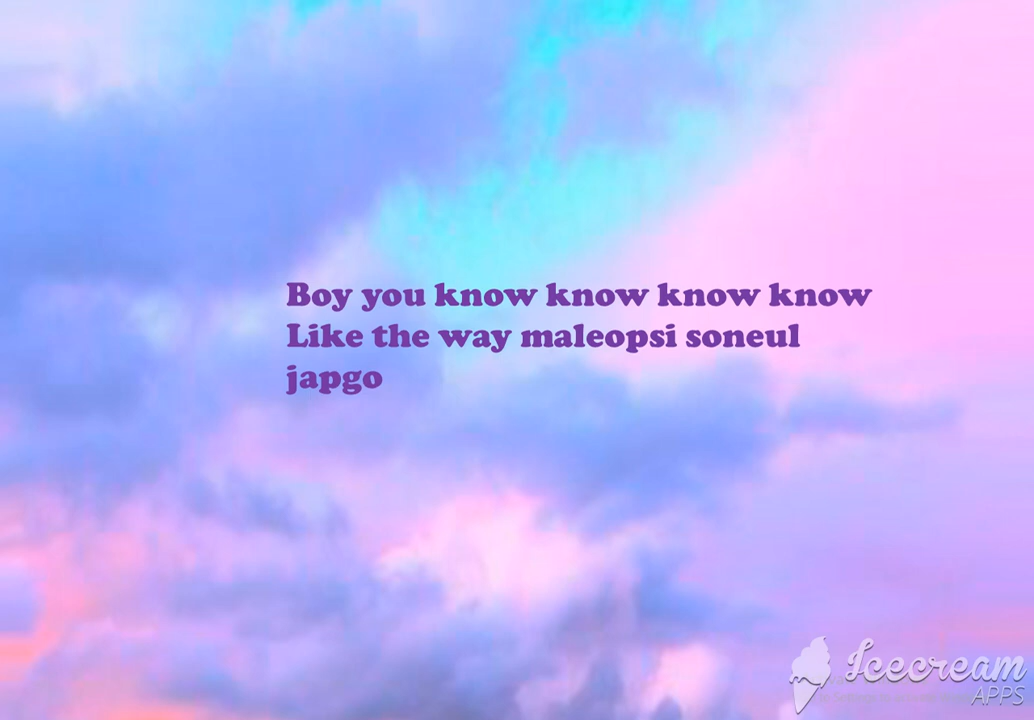 Boy you know know know know
Like the way maleopsi soneul
japgo
Icecream
APPS